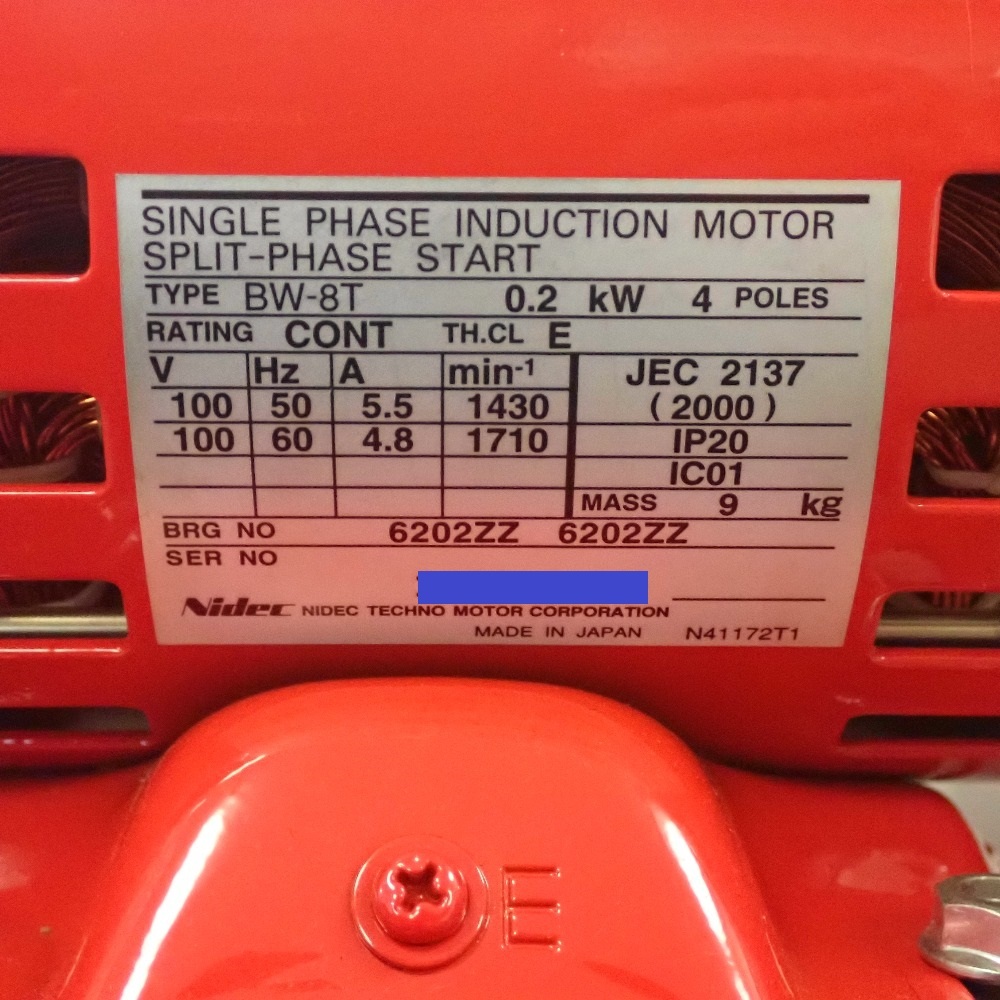 SINGLE PHASE INDUCTION MOTOR
SPLIT-PHASE START
TYPE BW-8T 0.2 kW 4 POLES
RATING CONT TH.CL E
V Hz A min-1 JEC 2137
100 50 5.5 1430 (2000)
100 60 4.8 1710 IP20
IC01
MASS 9 kg
BRG NO 6202ZZ 6202ZZ
SER NO
Nidec NIDEC TECHNO MOTOR CORPORATION
MADE IN JAPAN N41172T1
E